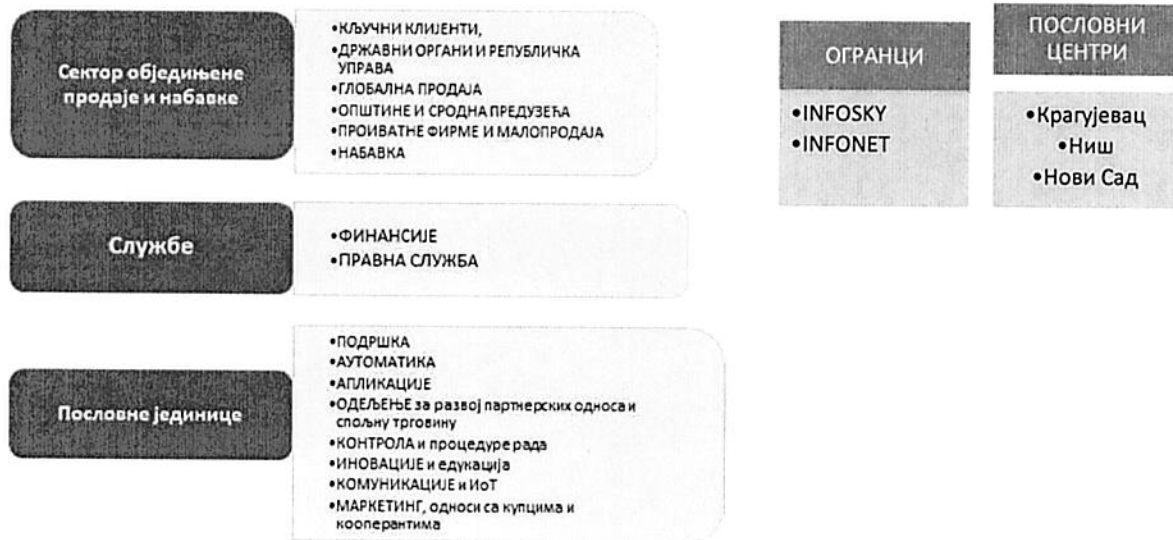 Сектор обједињене
продаје и набавке
•КЉУЧНИ КЛИЈЕНТИ,
•ДРЖАВНИ ОРГАНИ И РЕПУБЛИЧКА
УПРАВА
•ГЛОБАЛНА ПРОДАЈА
•ОПШТИНЕ И СРОДНА ПРЕДУЗЕЋА
•ПРОИВАТНЕ ФИРМЕ И МАЛОПРОДАЈА
•НАБАВКА
Службе
•ФИНАНСИЈЕ
•ПРАВНА СЛУЖБА
Пословне јединице
•ПОДРШКА
•АУТОМАТИКА
•АПЛИКАЦИЈЕ
•ОДЕЉЕЊЕ за развој партнерских односа и
спољну трговину
•КОНТРОЛА и процедуре рада
•ИНОВАЦИЈЕ и едукација
•КОМУНИКАЦИЈЕ и ИоТ
•МАРКЕТИНГ, односи са купцима и
кооперантима
ОГРАНЦИ
•INFOSKY
•INFONET
ПОСЛОВНИ
ЦЕНТРИ
•Крагујевац
•Ниш
•Нови Сад